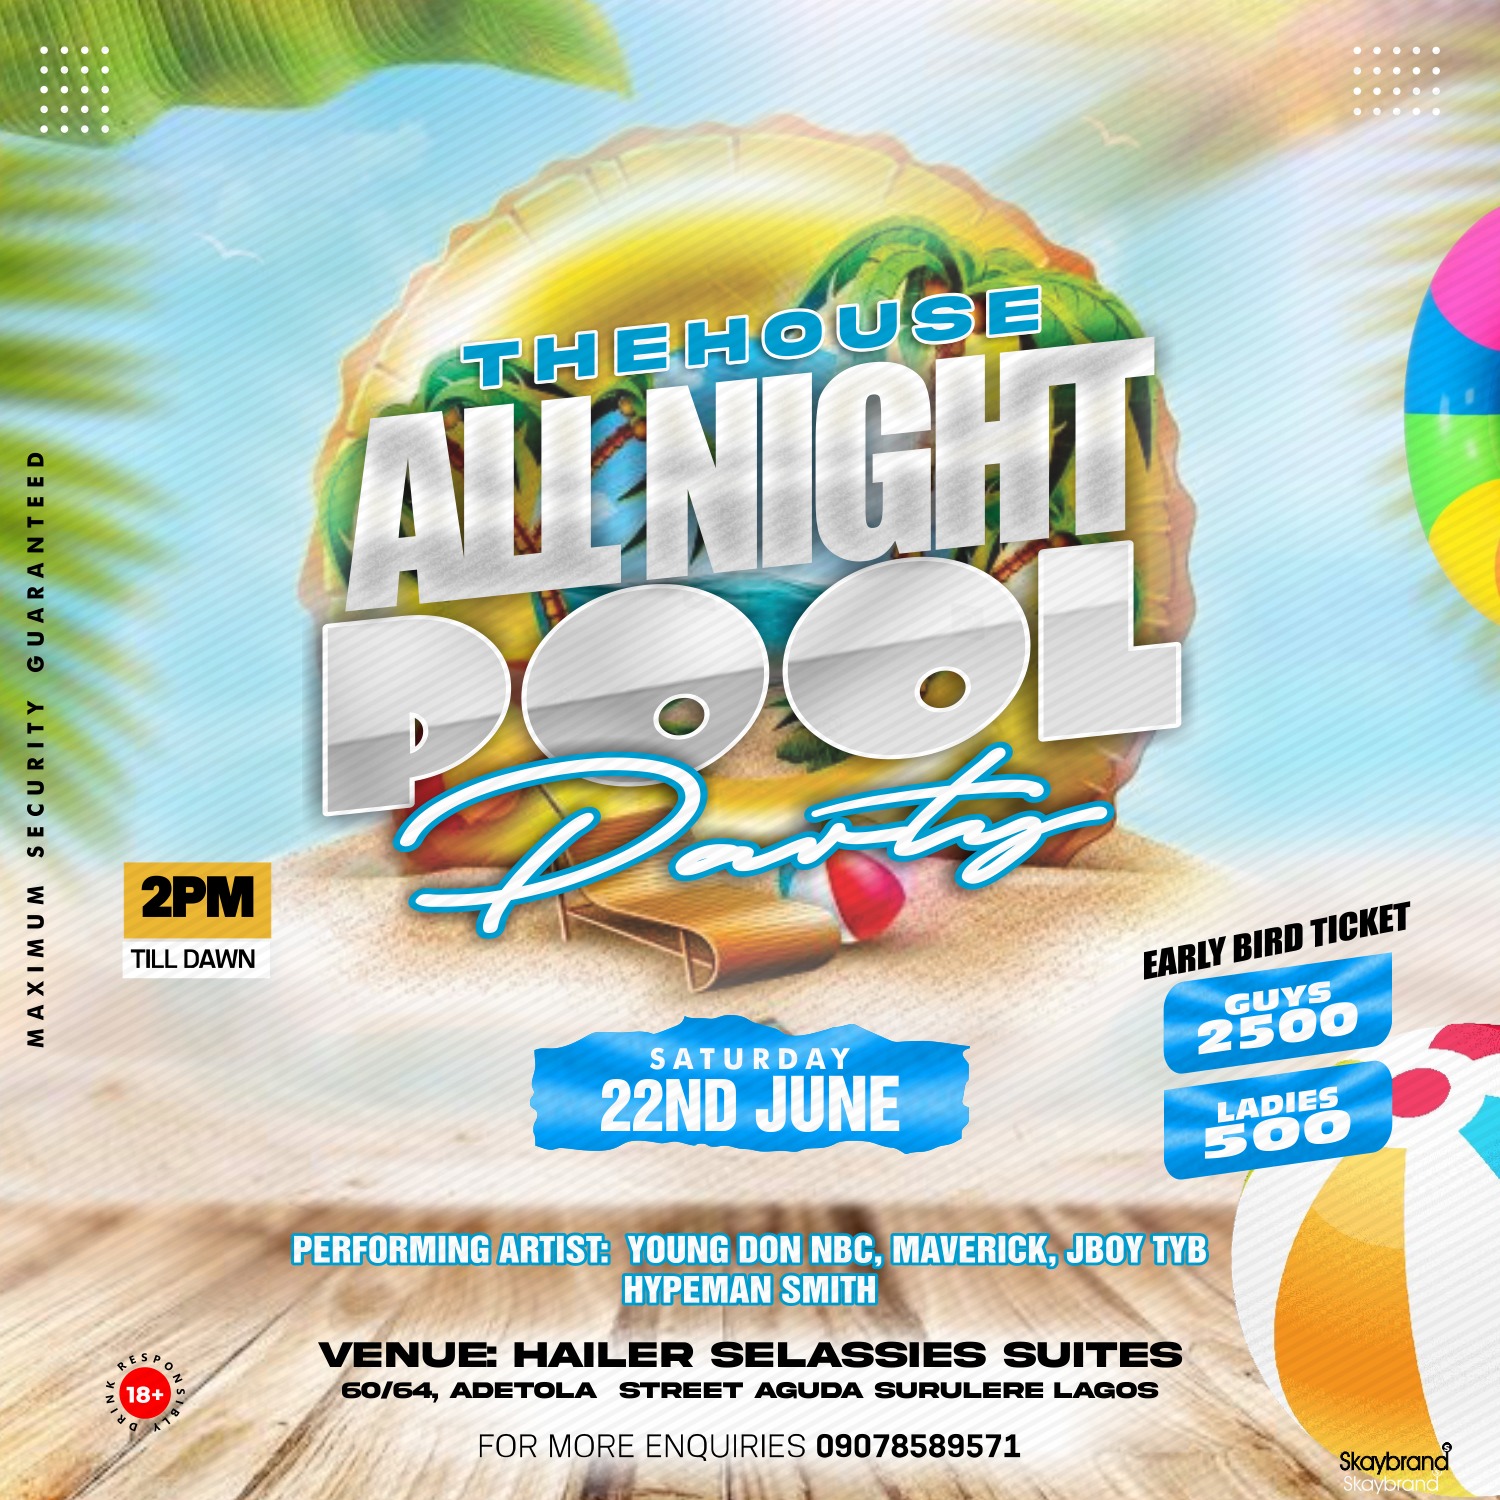 THEHOUSE
ALL NIGHT
POOL
Party
MAXIMUM SECURITY GUARANTEED
2PM
TILL DAWN
EARLY BIRD TICKET
GUYS
2500
LADIES
500
SATURDAY
22ND JUNE
PERFORMING ARTIST: YOUNG DON NBC, MAVERICK, JBOY TYB
HYPEMAN SMITH
VENUE: HAILER SELASSIES SUITES
60/64, ADETOLA STREET AGUDA SURULERE LAGOS
DRINK RESPONSIBLY
18+
FOR MORE ENQUIRIES 09078589571
Skaybrand S
Skaybrand